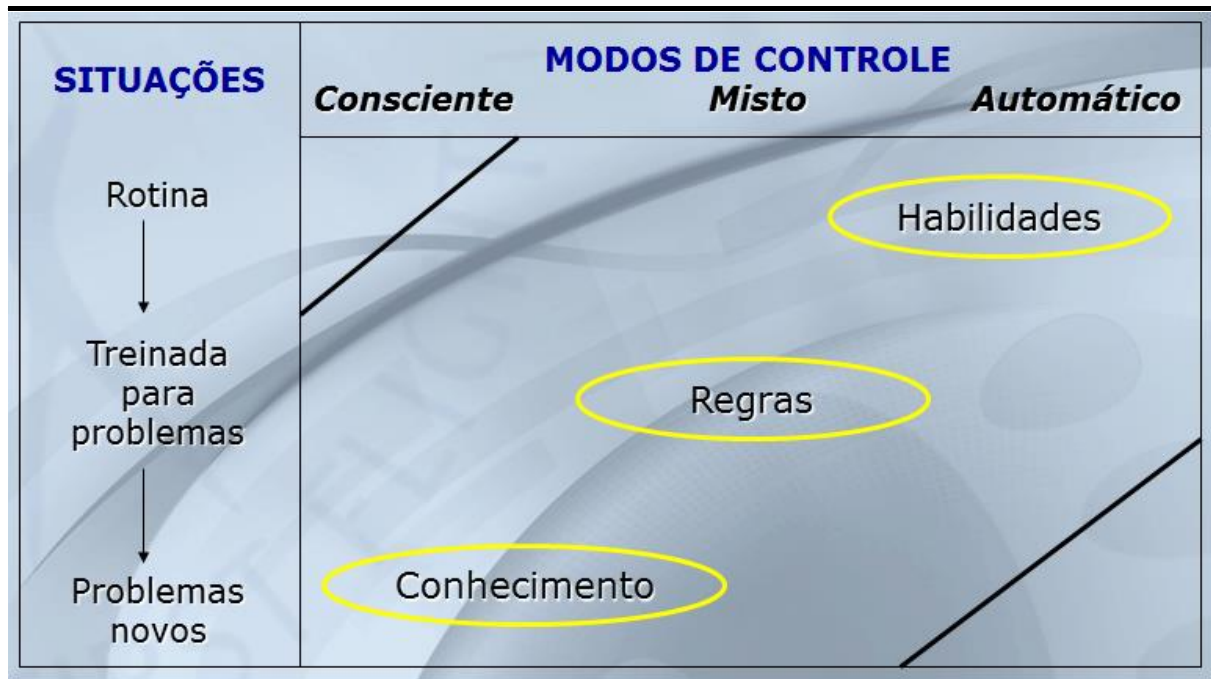 SITUAÇÕES
MODOS DE CONTROLE
Consciente Misto Automático
Rotina
Habilidades
Treinada
para
problemas
Regras
Problemas
novos
Conhecimento